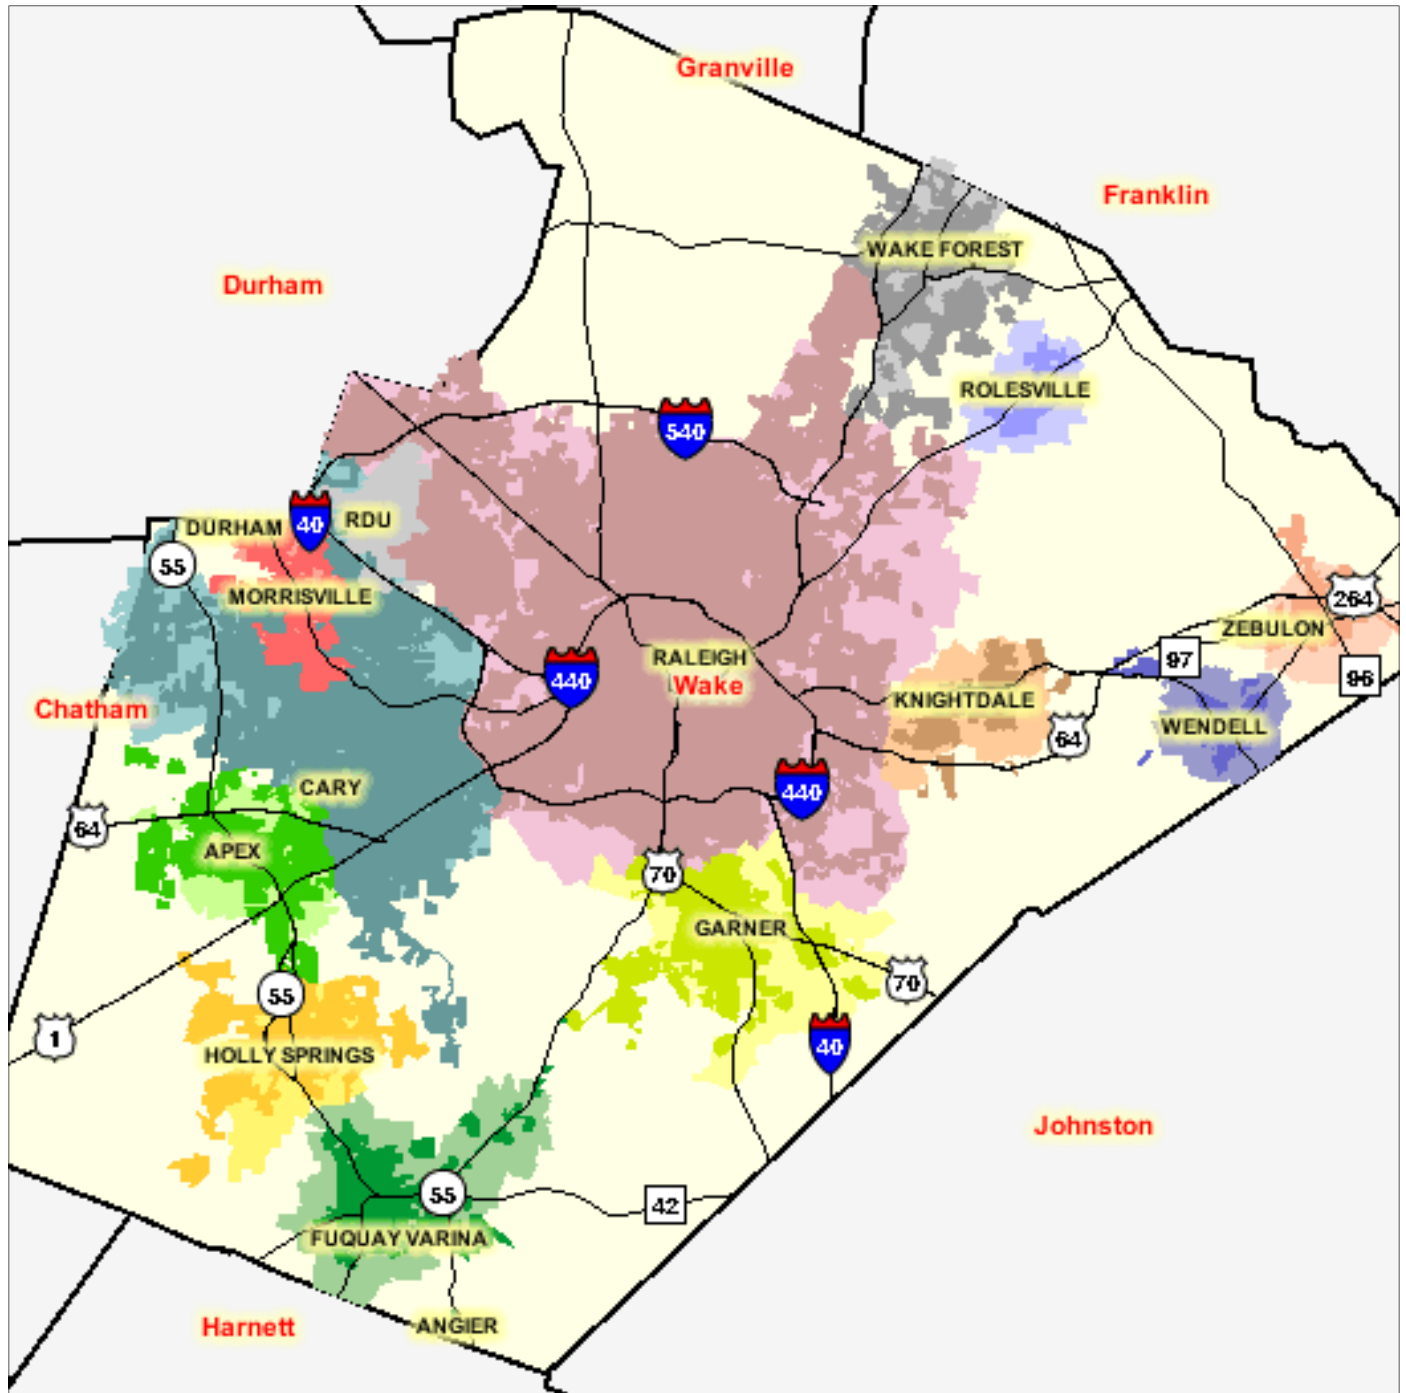 Granville
Franklin
WAKE FOREST
Durham
ROLESVILLE
540
DURHAM
40
RDU
55
MORRISVILLE
264
ZEBULON
97
96
RALEIGH
Wake
440
KNIGHTDALE
Chatham
WENDELL
64
CARY
440
64
APEX
70
GARNER
70
55
1
HOLLY SPRINGS
40
Johnston
55
42
FUQUAY VARINA
Harnett
ANGIER